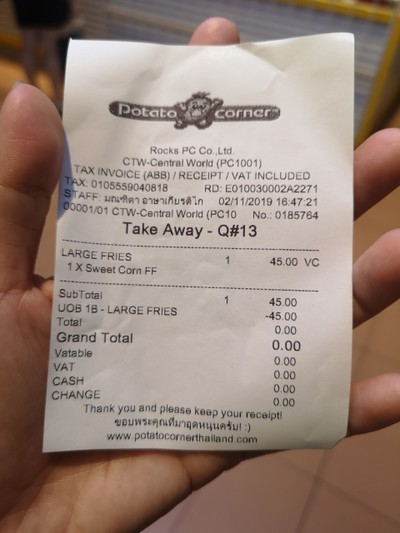 Potato corner
Rocks PC Co.,Ltd.
CTW-Central World (PC1001)
TAX INVOICE (ABB) / RECEIPT / VAT INCLUDED
TAX: 0105559040818 RD: E010030002A2271
STAFF: มณฑิตา อาษาเกียรติโก 02/11/2019 16:47:21
00001/01 CTW-Central World (PC10 No.: 0185764
Take Away - Q#13
LARGE FRIES 1 45.00 VC
1 X Sweet Corn FF
SubTotal 1 45.00
UOB 1B - LARGE FRIES -45.00
Total 0.00
Grand Total 0.00
Vatable 0.00
VAT 0.00
CASH 0.00
CHANGE 0.00
Thank you and please keep your receipt!
ขอบพระคุณที่มาอุดหนุนครับ! :)
www.potatocornerthailand.com